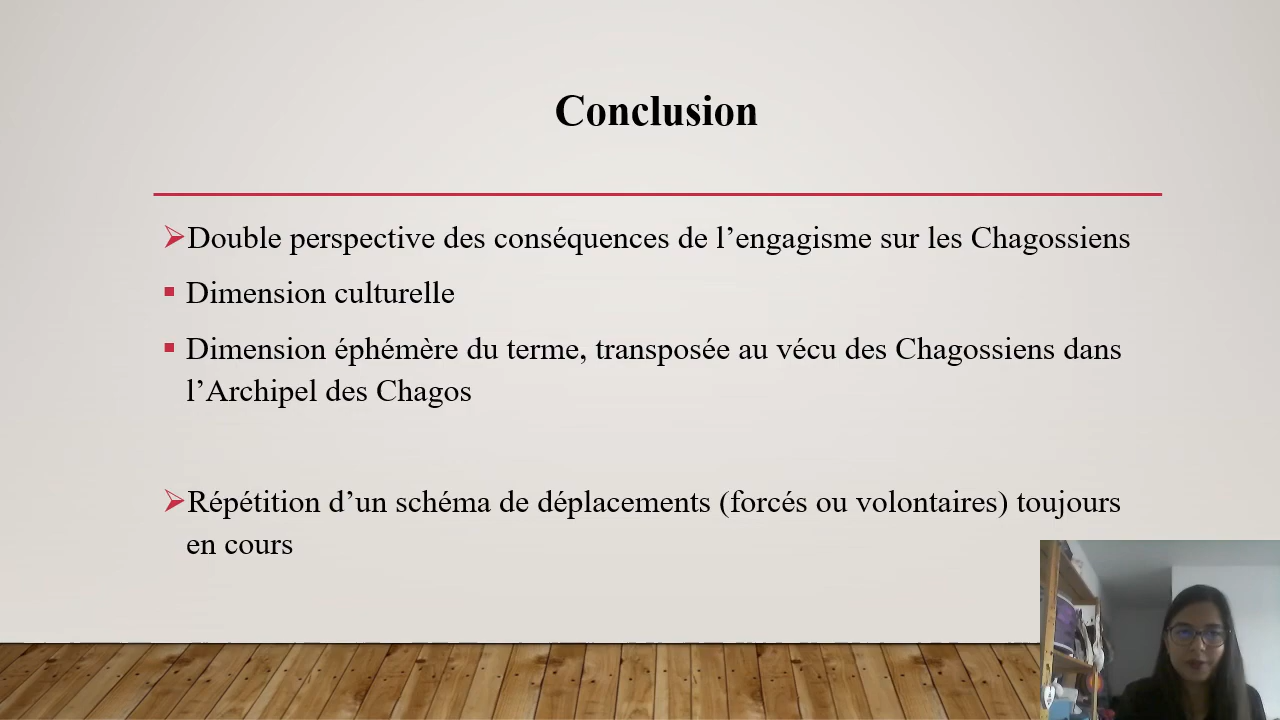 Conclusion
Double perspective des conséquences de l’engagisme sur les Chagossiens
Dimension culturelle
Dimension éphémère du terme, transposée au vécu des Chagossiens dans
l’Archipel des Chagos
Répétition d’un schéma de déplacements (forcés ou volontaires) toujours
en cours